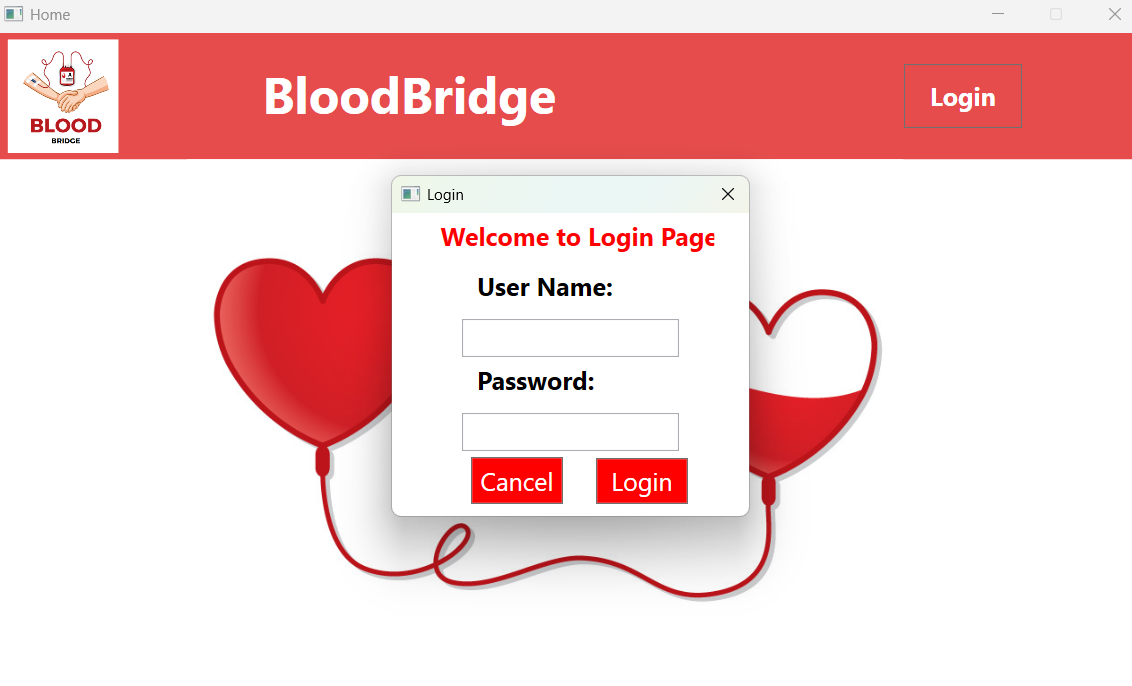 Home
BLOOD
BRIDGE
BloodBridge
Login
Login
Welcome to Login Page
User Name:
Password:
Cancel
Login